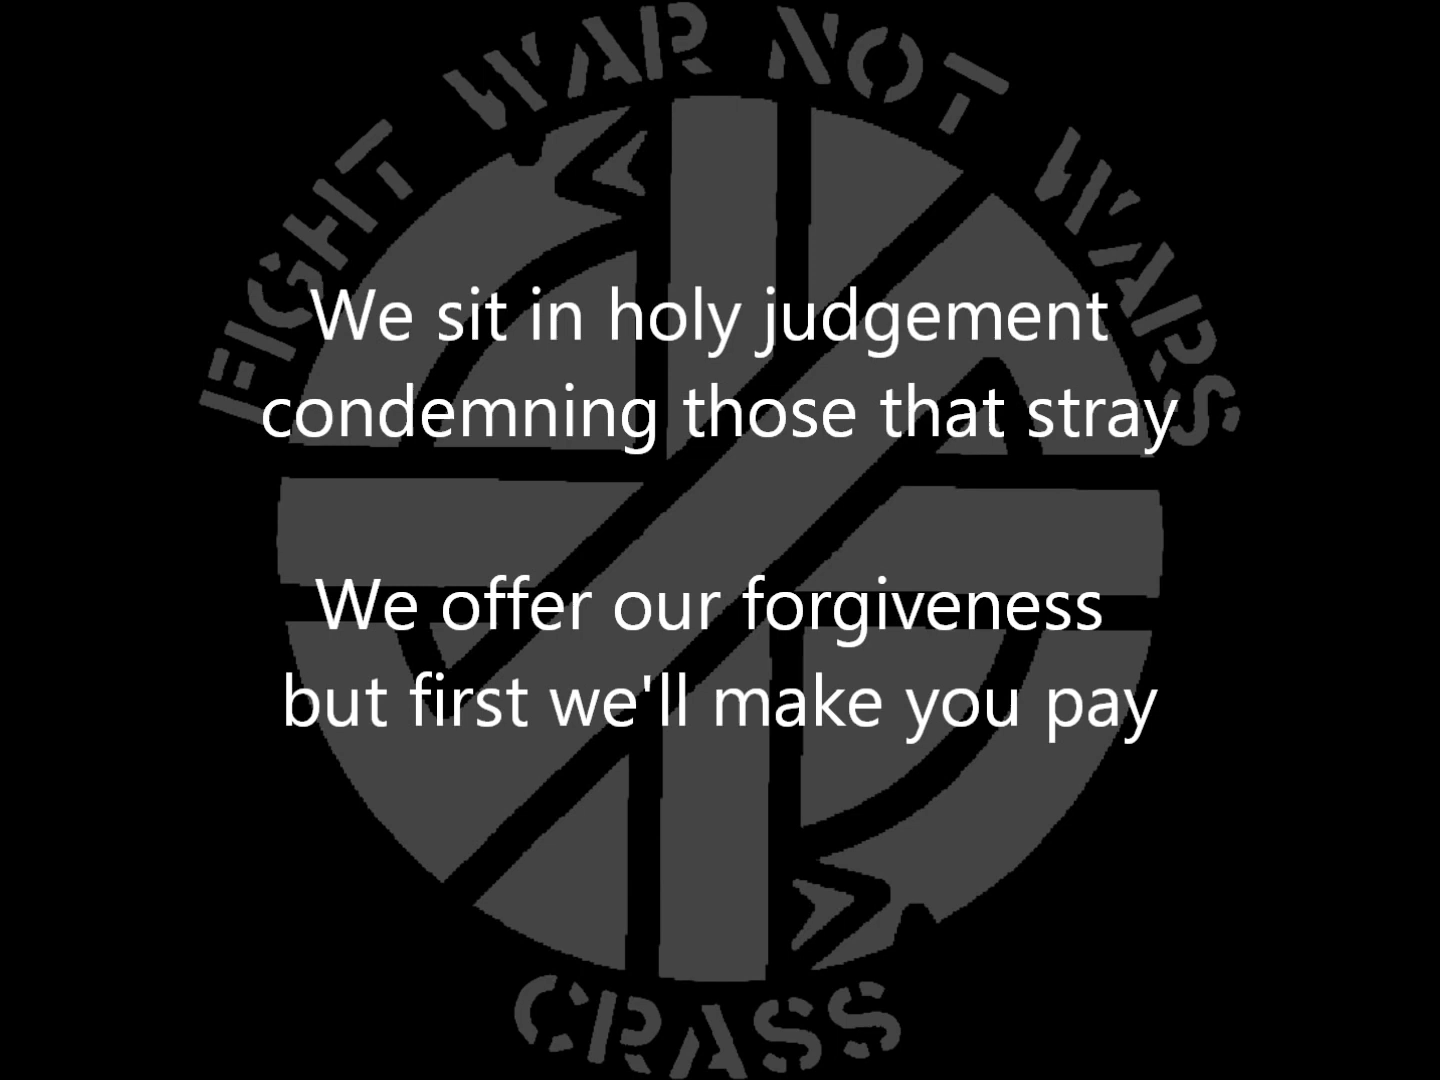 FIGHT WAR NOT WARS
We sit in holy judgement
condemning those that stray
We offer our forgiveness
but first we'll make you pay
CRASS